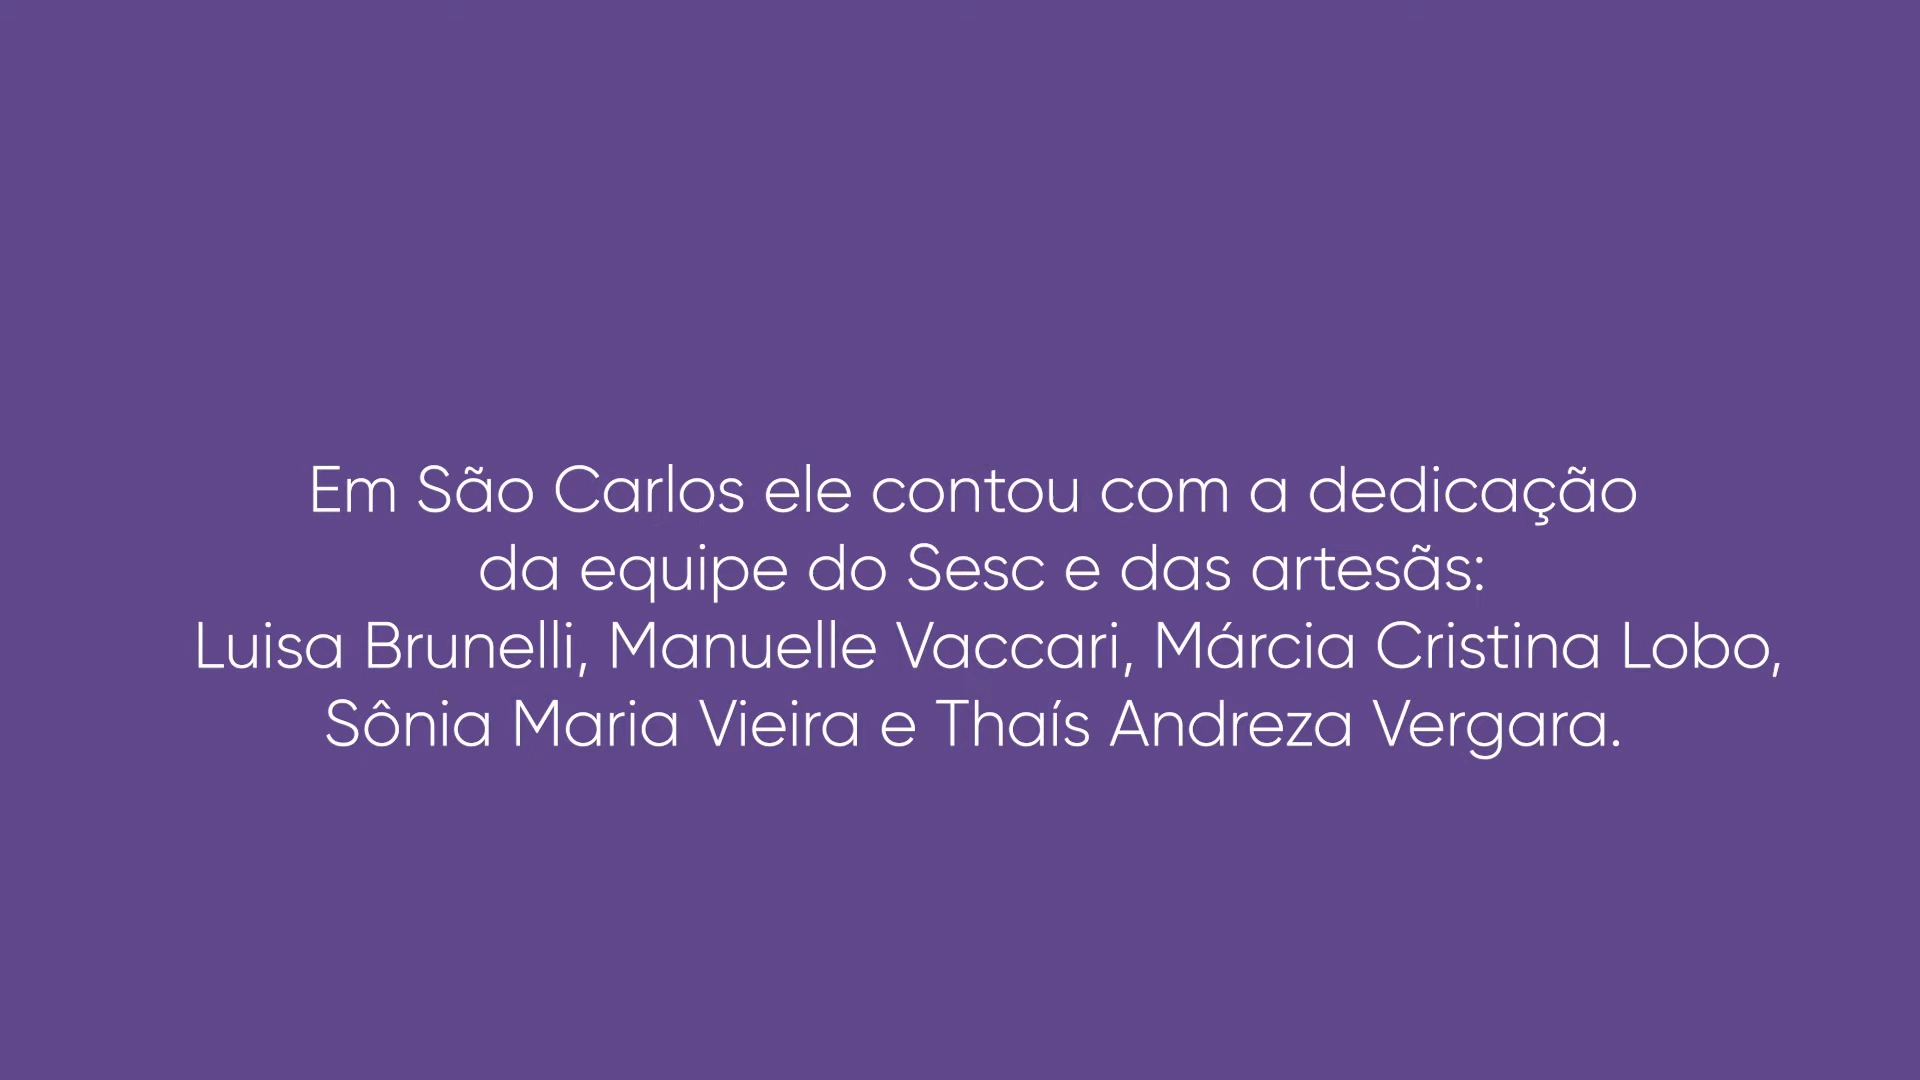 Em São Carlos ele contou com a dedicação
da equipe do Sesc e das artesãs:
Luisa Brunelli, Manuelle Vaccari, Márcia Cristina Lobo,
Sônia Maria Vieira e Thaís Andreza Vergara.